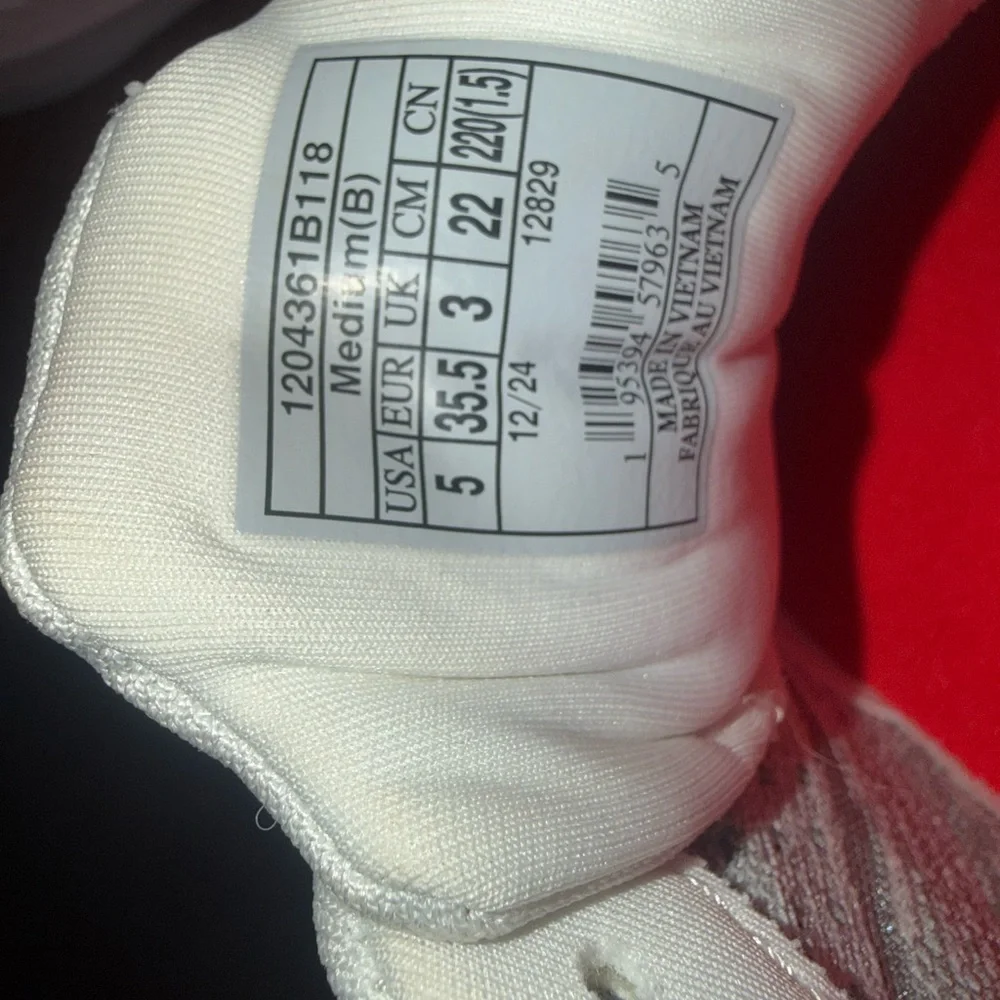 1204361B118
Medium(B)
USA EUR UK CM CN
5 35.5 3 22 220(1.5)
12/24 12829
1 95394 57963 5
MADE IN VIETNAM
FABRIQUE AU VIETNAM